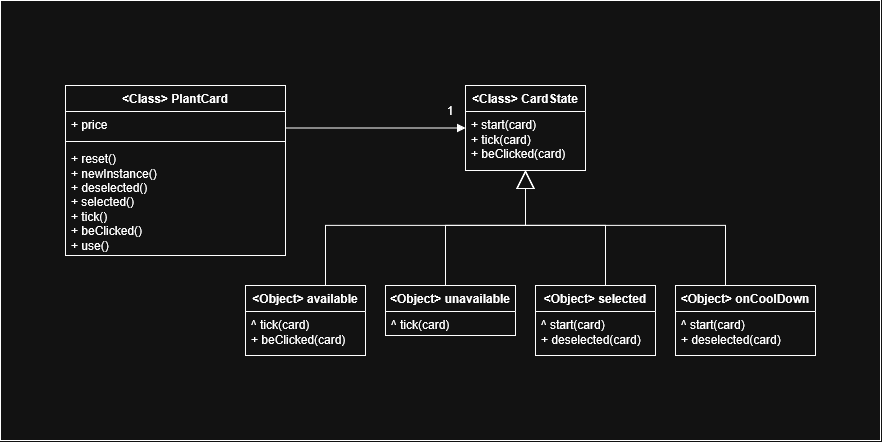 <Class> PlantCard
+ price
+ reset()
+ newInstance()
+ deselected()
+ selected()
+ tick()
+ beClicked()
+ use()
1
<Class> CardState
+ start(card)
+ tick(card)
+ beClicked(card)
<Object> available
^ tick(card)
+ beClicked(card)
<Object> unavailable
^ tick(card)
<Object> selected
^ start(card)
+ deselected(card)
<Object> onCoolDown
^ start(card)
+ deselected(card)